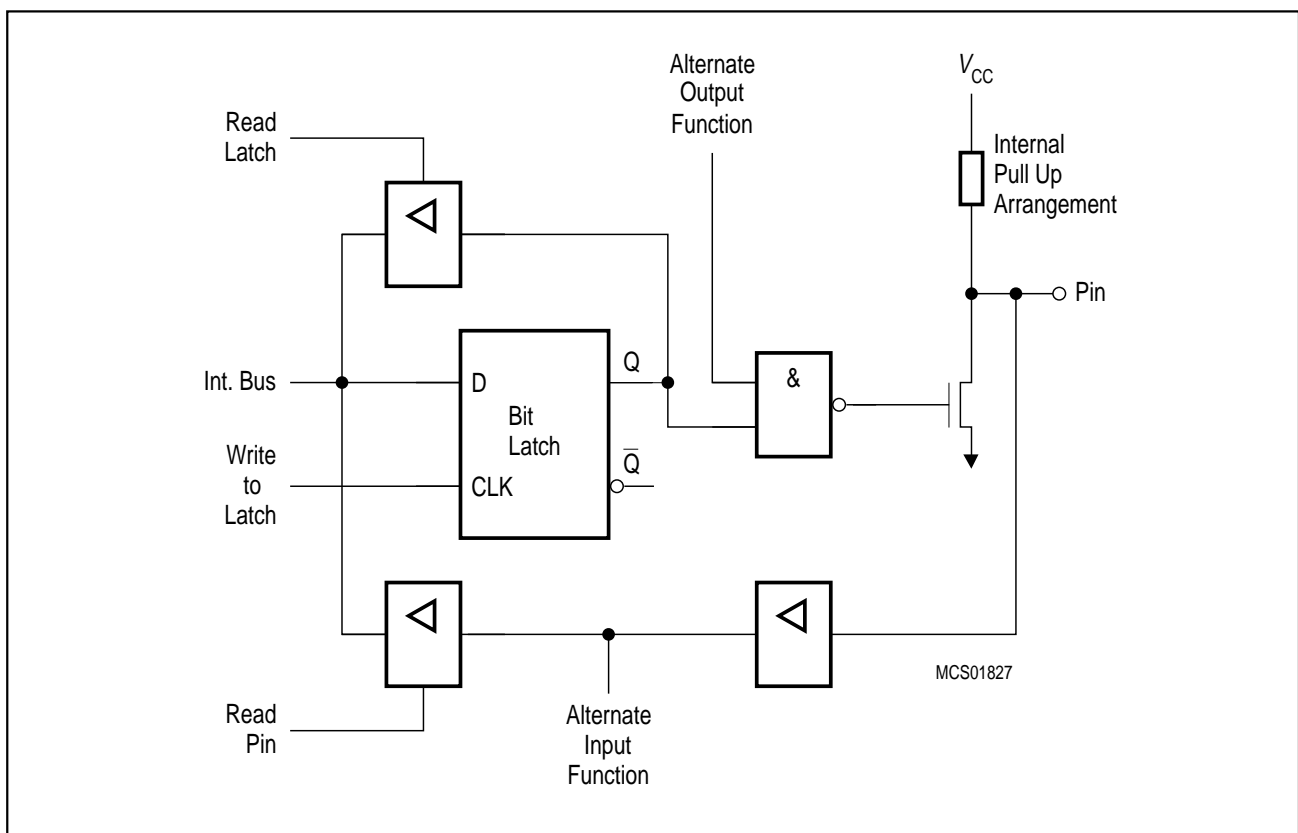 Alternate
Output
Function
V_CC
Read
Latch
Internal
Pull Up
Arrangement
Pin
Int. Bus
D
Q
&
Bit
Latch
Write
to
Latch
CLK
Q̅
MCS01827
Read
Pin
Alternate
Input
Function